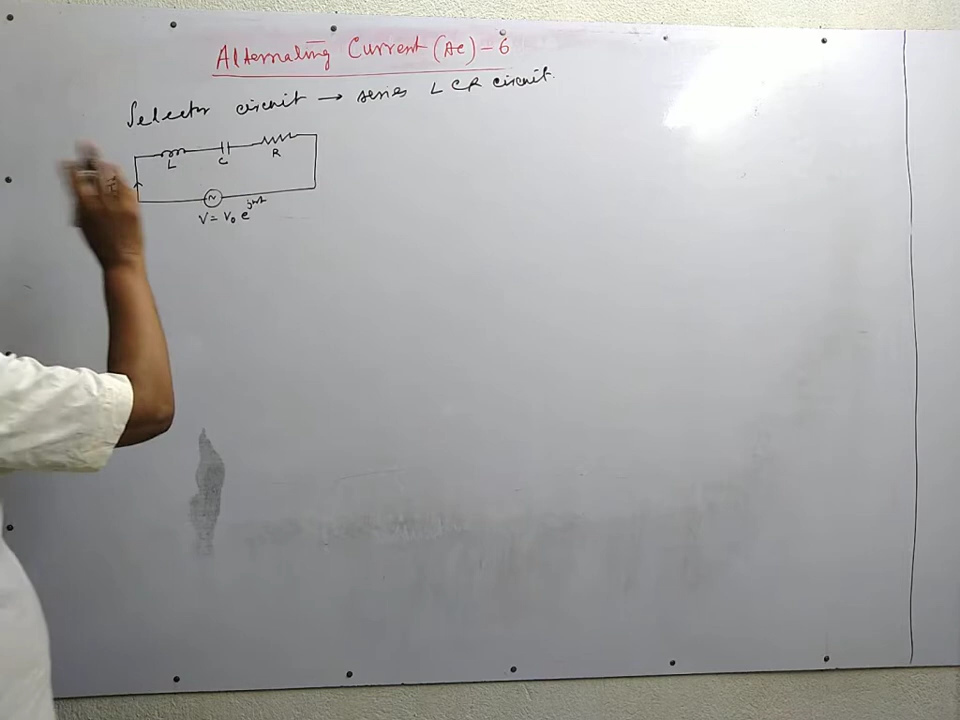 Alternating Current (AC) - 6
Selector circuit → series LCR circuit.
L C R
V = V₀ e^jωt